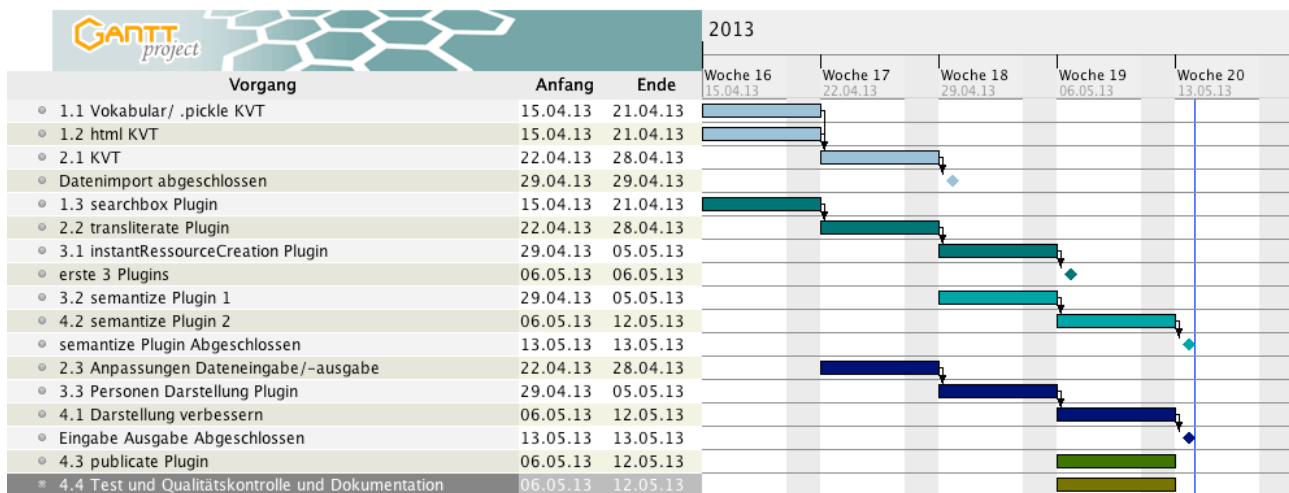 GANTT
project
2013
Woche 16 Woche 17 Woche 18 Woche 19 Woche 20
Vorgang Anfang Ende 15.04.13 22.04.13 29.04.13 06.05.13 13.05.13
1.1 Vokabular/ .pickle KVT 15.04.13 21.04.13
1.2 html KVT 15.04.13 21.04.13
2.1 KVT 22.04.13 28.04.13
Datenimport abgeschlossen 29.04.13 29.04.13
1.3 searchbox Plugin 15.04.13 21.04.13
2.2 transliterate Plugin 22.04.13 28.04.13
3.1 instantRessourceCreation Plugin 29.04.13 05.05.13
erste 3 Plugins 06.05.13 06.05.13
3.2 semantize Plugin 1 29.04.13 05.05.13
4.2 semantize Plugin 2 06.05.13 12.05.13
semantize Plugin Abgeschlossen 13.05.13 13.05.13
2.3 Anpassungen Dateneingabe/-ausgabe 22.04.13 28.04.13
3.3 Personen Darstellung Plugin 29.04.13 05.05.13
4.1 Darstellung verbessern 06.05.13 12.05.13
Eingabe Ausgabe Abgeschlossen 13.05.13 13.05.13
4.3 publicate Plugin 06.05.13 12.05.13
4.4 Test und Qualitätskontrolle und Dokumentation 06.05.13 12.05.13